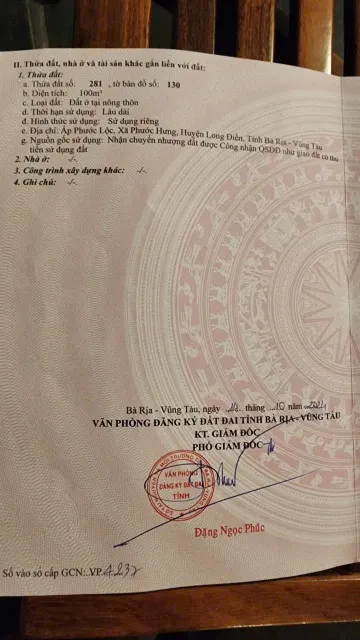 II. Thửa đất, nhà ở và tài sản khác gắn liền với đất:
1. Thửa đất:
a. Thửa đất số: 281 , tờ bản đồ số: 130
b. Diện tích: 100m²
c. Loại đất: Đất ở tại nông thôn
d. Thời hạn sử dụng: Lâu dài
đ. Hình thức sử dụng: Sử dụng riêng
e. Địa chỉ: Ấp Phước Lộc, Xã Phước Hưng, Huyện Long Điền, Tỉnh Bà Rịa - Vũng Tàu
g. Nguồn gốc sử dụng: Nhận chuyển nhượng đất được Công nhận QSDĐ như giao đất có thu
tiền sử dụng đất
2. Nhà ở: -/-
3. Công trình xây dựng khác: -/-
4. Ghi chú: -/-
Bà Rịa - Vũng Tàu, ngày tháng 10 năm 2024
VĂN PHÒNG ĐĂNG KÝ ĐẤT ĐAI TỈNH BÀ RỊA - VŨNG TÀU
KT. GIÁM ĐỐC
PHÓ GIÁM ĐỐC
VĂN PHÒNG
ĐĂNG KÝ ĐẤT ĐAI
TỈNH
Đặng Ngọc Phúc
Số vào sổ cấp GCN: VP 4232